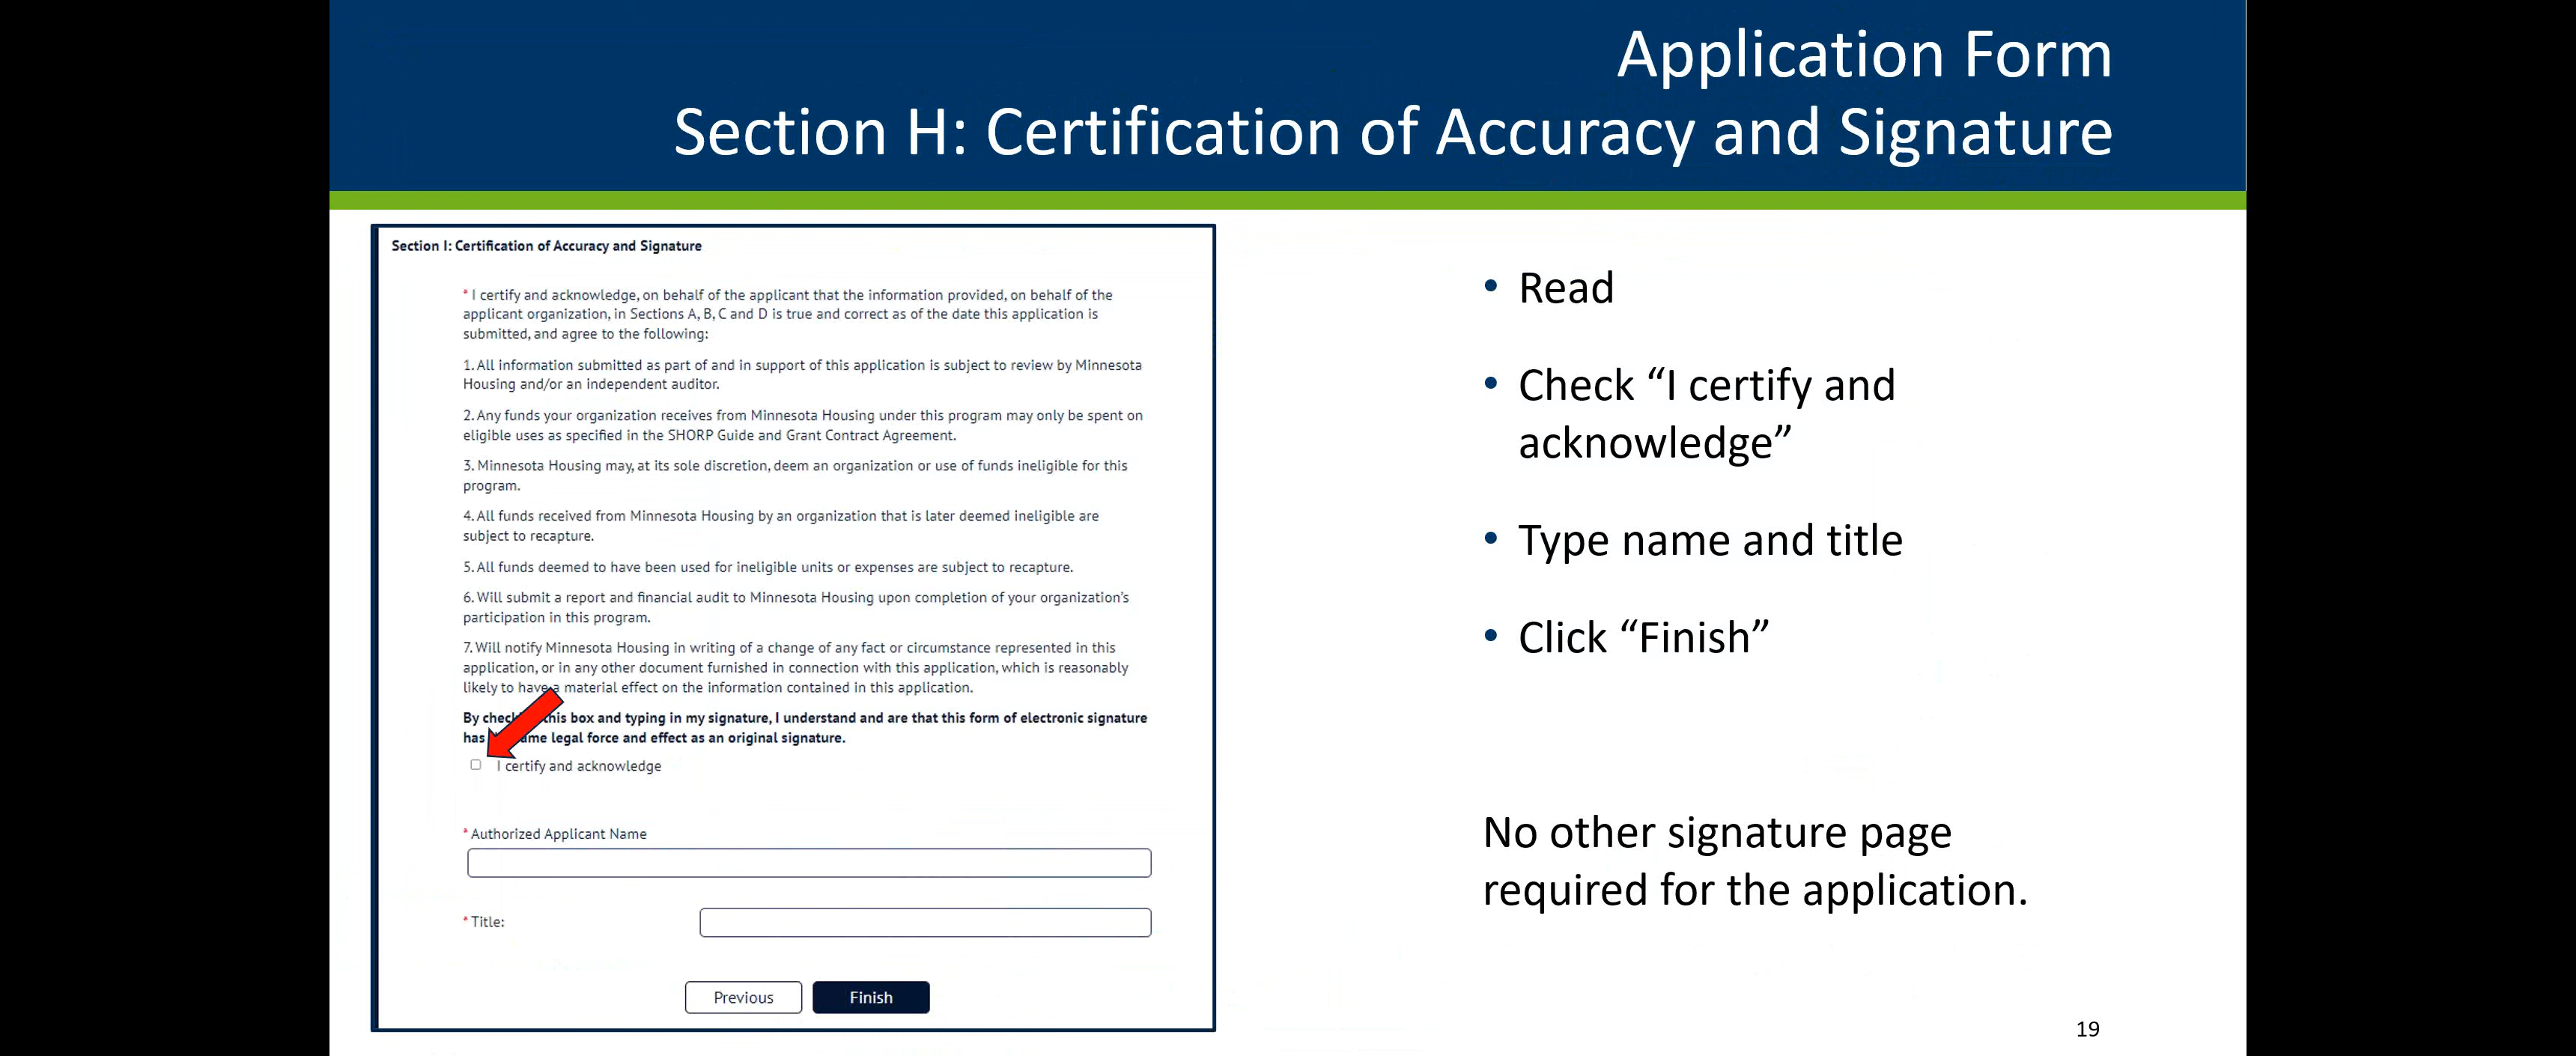 Application Form
Section H: Certification of Accuracy and Signature
Section I: Certification of Accuracy and Signature
* I certify and acknowledge, on behalf of the applicant that the information provided, on behalf of the
applicant organization, in Sections A, B, C and D is true and correct as of the date this application is
submitted, and agree to the following:
1. All information submitted as part of and in support of this application is subject to review by Minnesota
Housing and/or an independent auditor.
2. Any funds your organization receives from Minnesota Housing under this program may only be spent on
eligible uses as specified in the SHORP Guide and Grant Contract Agreement.
3. Minnesota Housing may, at its sole discretion, deem an organization or use of funds ineligible for this
program.
4. All funds received from Minnesota Housing by an organization that is later deemed ineligible are
subject to recapture.
5. All funds deemed to have been used for ineligible units or expenses are subject to recapture.
6. Will submit a report and financial audit to Minnesota Housing upon completion of your organization's
participation in this program.
7. Will notify Minnesota Housing in writing of a change of any fact or circumstance represented in this
application, or in any other document furnished in connection with this application, which is reasonably
likely to have a material effect on the information contained in this application.
By this box and typing in my signature, I understand and are that this form of electronic signature
has legal force and effect as an original signature.
I certify and acknowledge
* Authorized Applicant Name
* Title:
Previous Finish
• Read
• Check “I certify and
acknowledge”
• Type name and title
• Click “Finish”
No other signature page
required for the application.
19